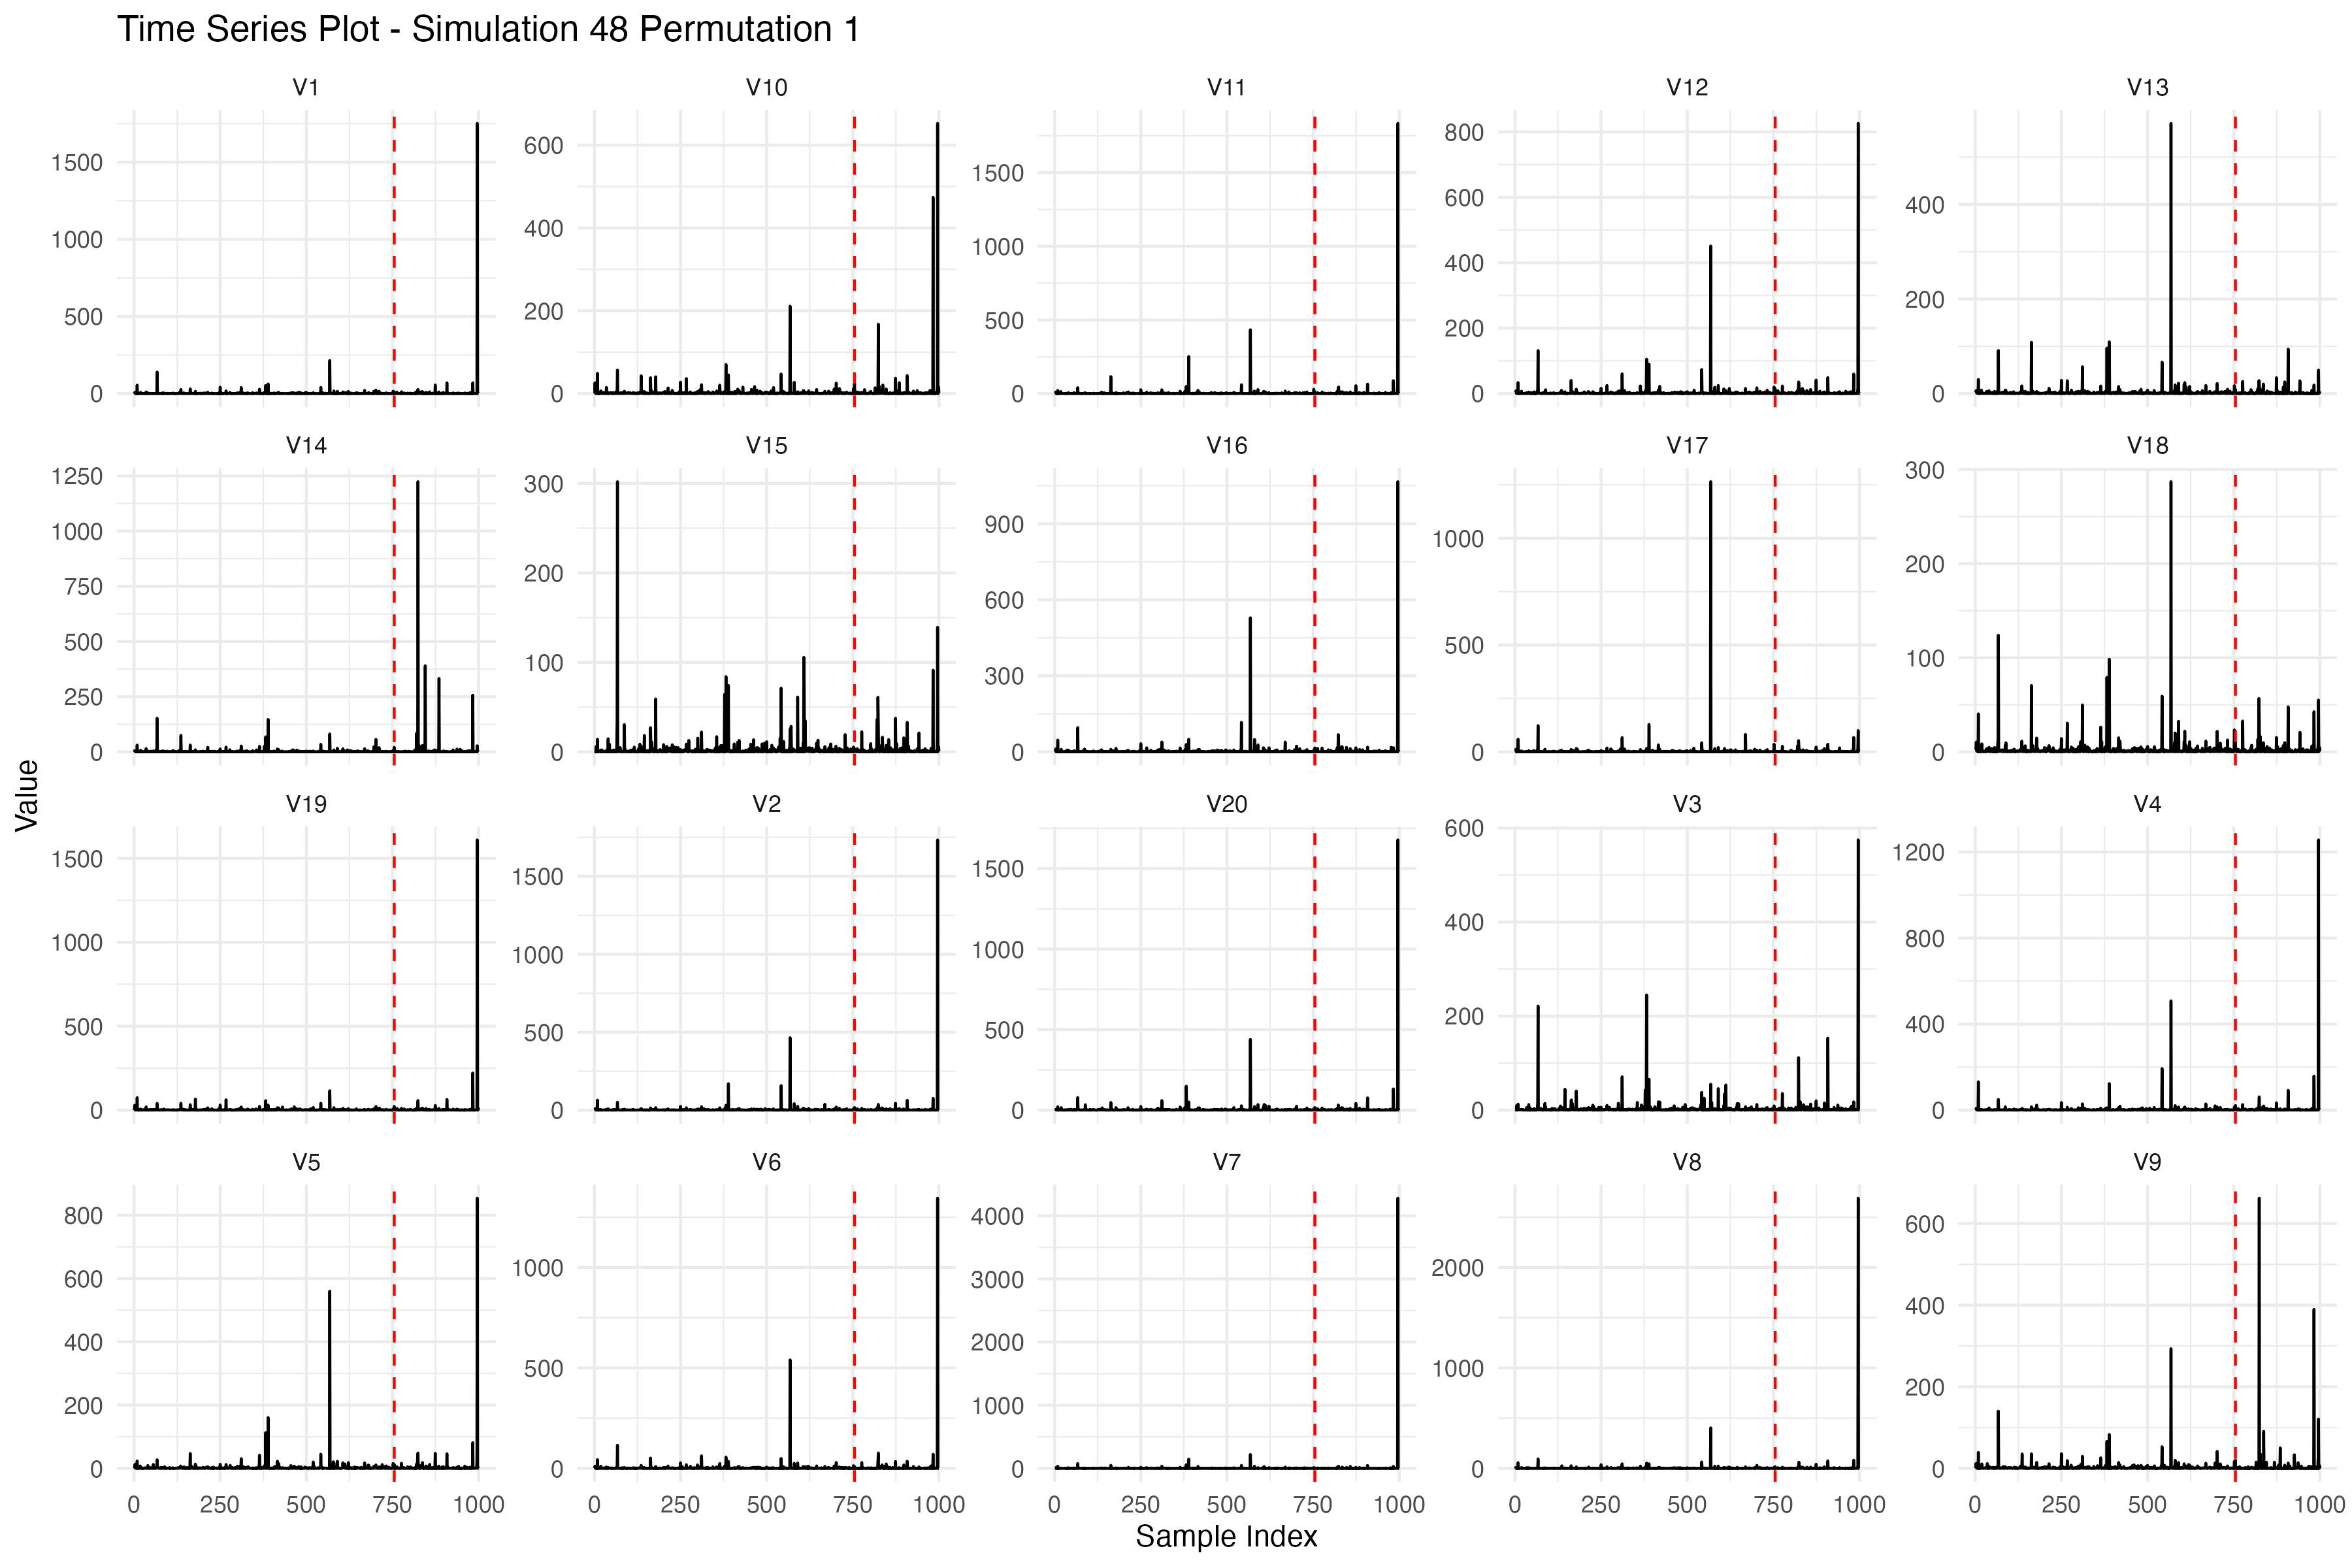 Time Series Plot - Simulation 48 Permutation 1
V1 V10 V11 V12 V13
1500 1000 500 0
600 400 200 0
1500 1000 500 0
800 600 400 200 0
400 200 0
V14 V15 V16 V17 V18
1250 1000 750 500 250 0
300 200 100 0
900 600 300 0
1000 500 0
300 200 100 0
Value
V19 V2 V20 V3 V4
1500 1000 500 0
1500 1000 500 0
1500 1000 500 0
600 400 200 0
1200 800 400 0
V5 V6 V7 V8 V9
800 600 400 200 0
1000 500 0
4000 3000 2000 1000 0
2000 1000 0
600 400 200 0
0 250 500 750 1000 0 250 500 750 1000 0 250 500 750 1000 0 250 500 750 1000 0 250 500 750 1000
Sample Index